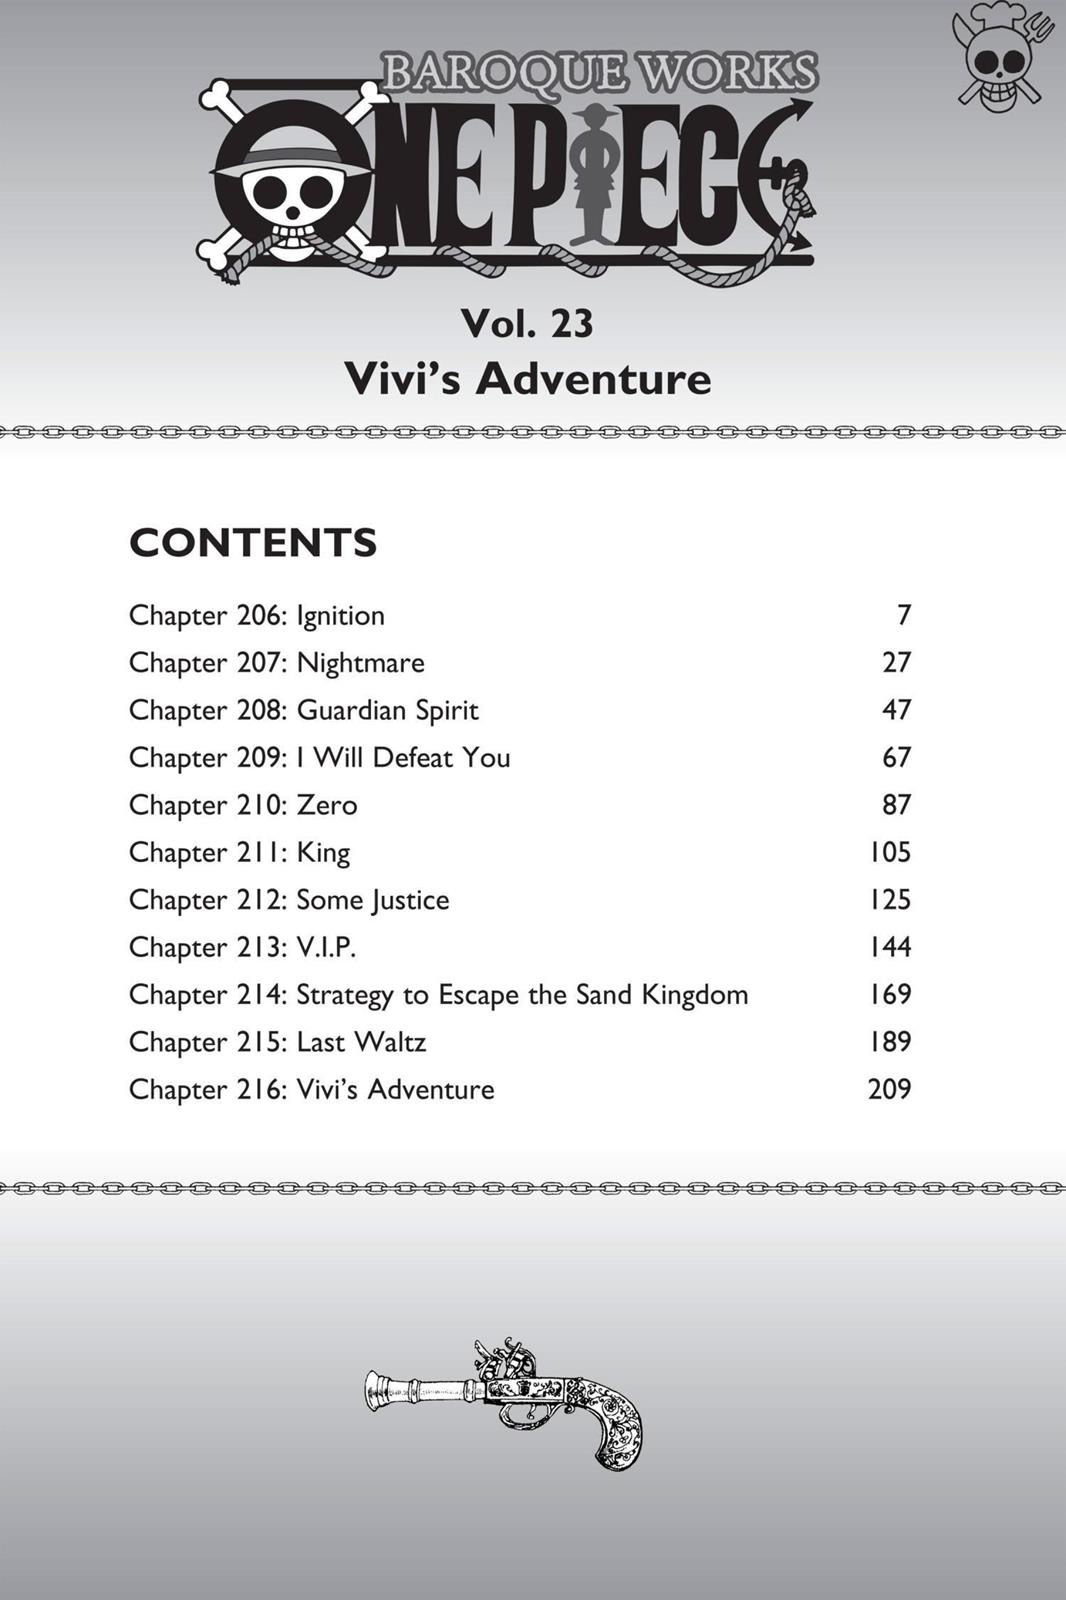 BAROQUE WORKS
ONE PIECE
Vol. 23
Vivi's Adventure
CONTENTS
Chapter 206: Ignition 7
Chapter 207: Nightmare 27
Chapter 208: Guardian Spirit 47
Chapter 209: I Will Defeat You 67
Chapter 210: Zero 87
Chapter 211: King 105
Chapter 212: Some Justice 125
Chapter 213: V.I.P. 144
Chapter 214: Strategy to Escape the Sand Kingdom 169
Chapter 215: Last Waltz 189
Chapter 216: Vivi's Adventure 209